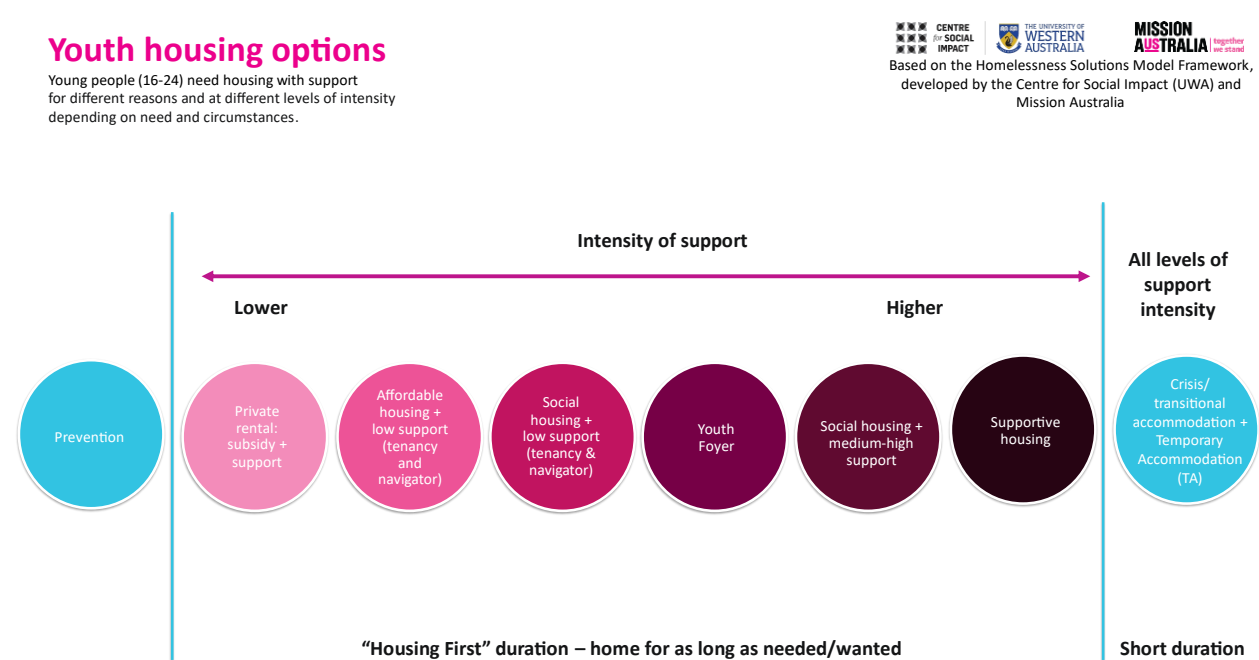 Youth housing options
Young people (16-24) need housing with support
for different reasons and at different levels of intensity
depending on need and circumstances.
CENTRE
for SOCIAL
IMPACT
THE UNIVERSITY OF
WESTERN
AUSTRALIA
MISSION
AUSTRALIA
together
we stand
Based on the Homelessness Solutions Model Framework,
developed by the Centre for Social Impact (UWA) and
Mission Australia
Intensity of support
Lower
Higher
All levels of
support
intensity
Prevention
Private
rental:
subsidy +
support
Affordable
housing +
low support
(tenancy
and
navigator)
Social
housing +
low support
(tenancy &
navigator)
Youth
Foyer
Social housing +
medium-high
support
Supportive
housing
Crisis/
transitional
accommodation +
Temporary
Accommodation
(TA)
“Housing First” duration – home for as long as needed/wanted
Short duration